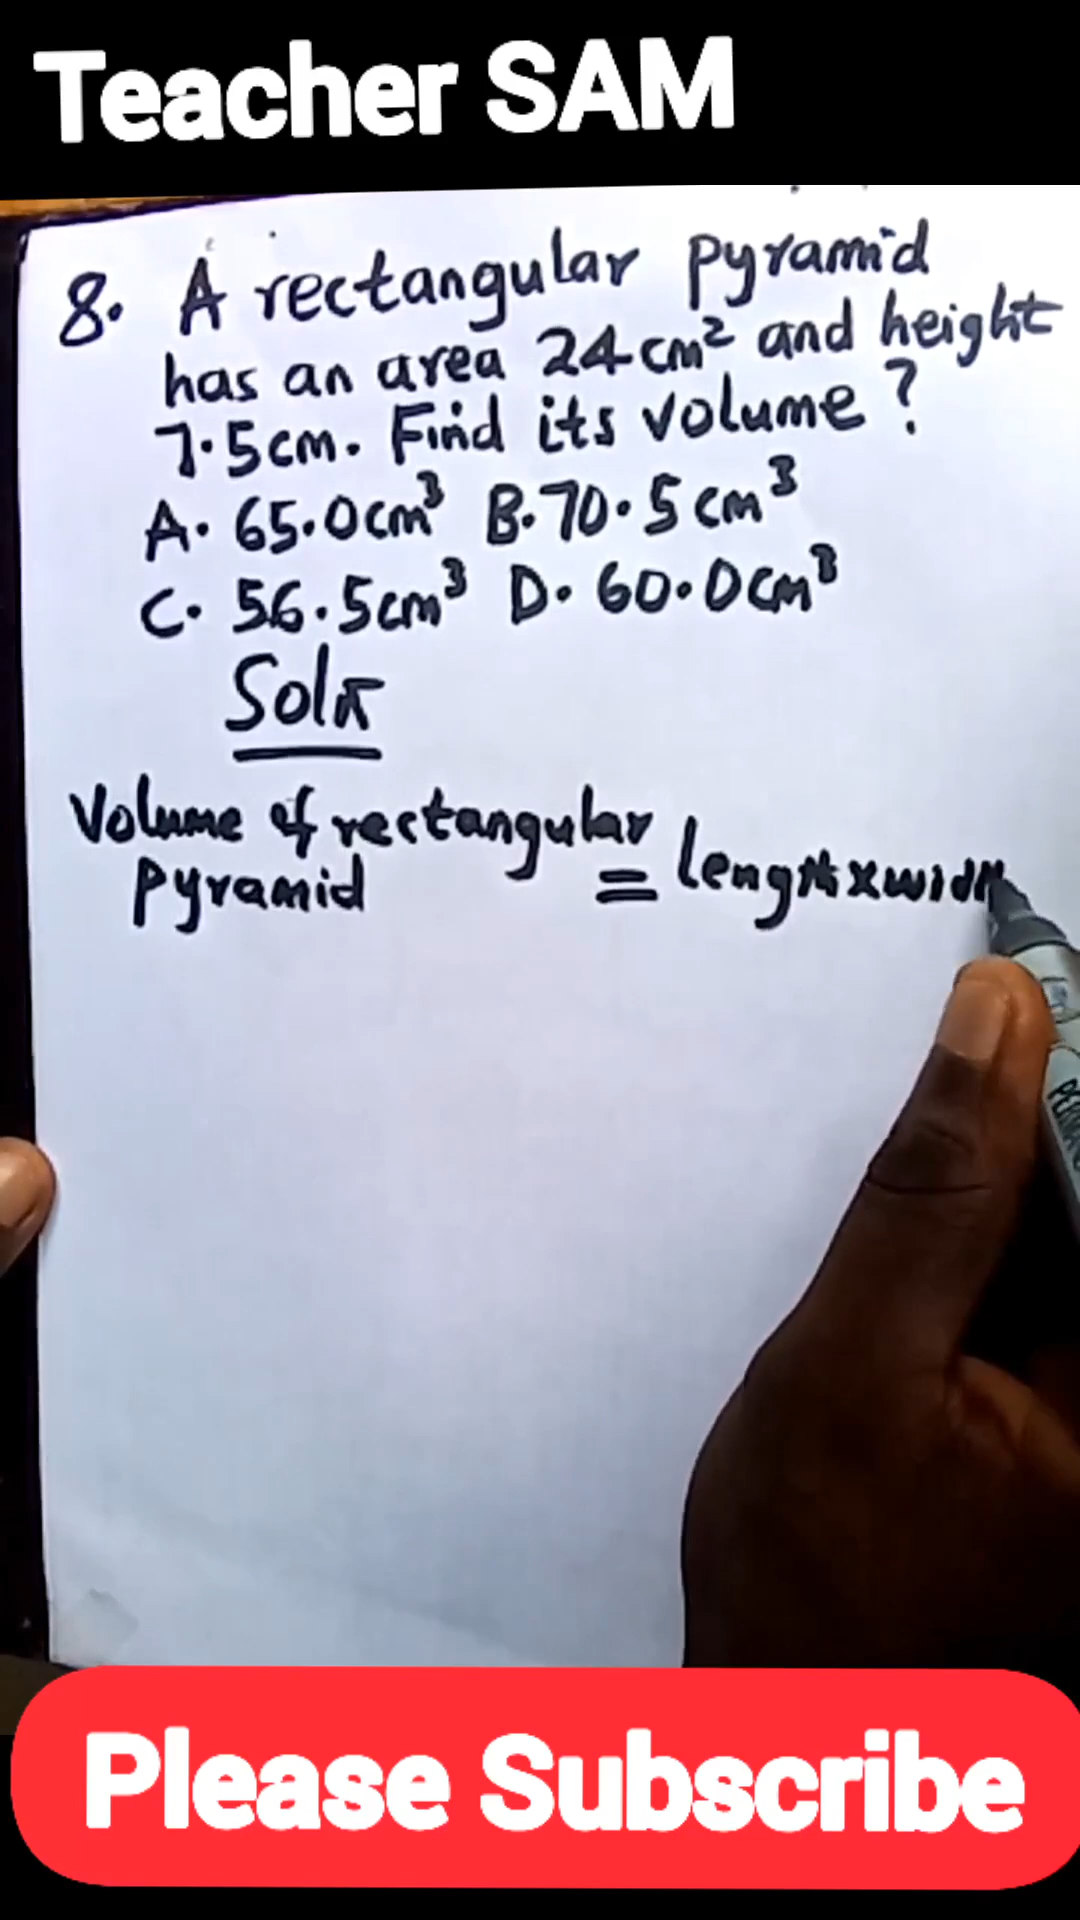 Teacher SAM
8. A rectangular pyramid
has an area 24cm² and height
7.5cm. Find its volume?
A. 65.0cm³ B. 70.5cm³
C. 56.5cm³ D. 60.0cm³
Soln
Volume of rectangular
pyramid = length x width
Please Subscribe